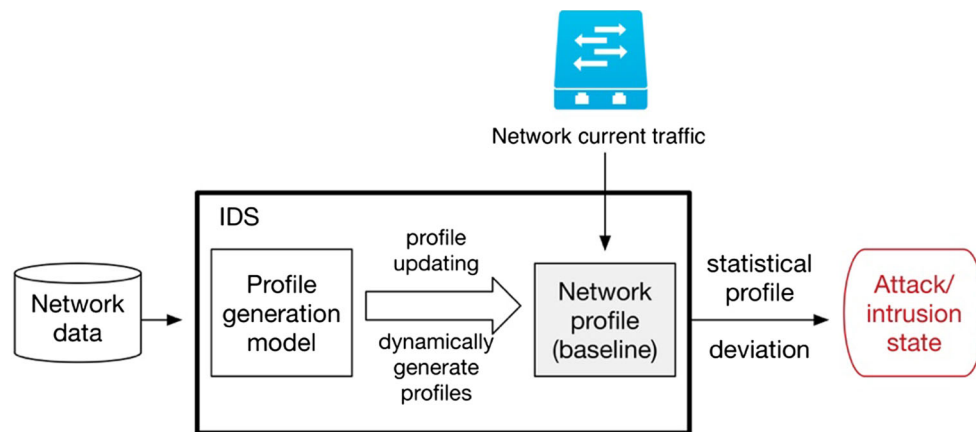 Network current traffic
IDS
Network
data
Profile
generation
model
profile
updating
dynamically
generate
profiles
Network
profile
(baseline)
statistical
profile
deviation
Attack/
intrusion
state